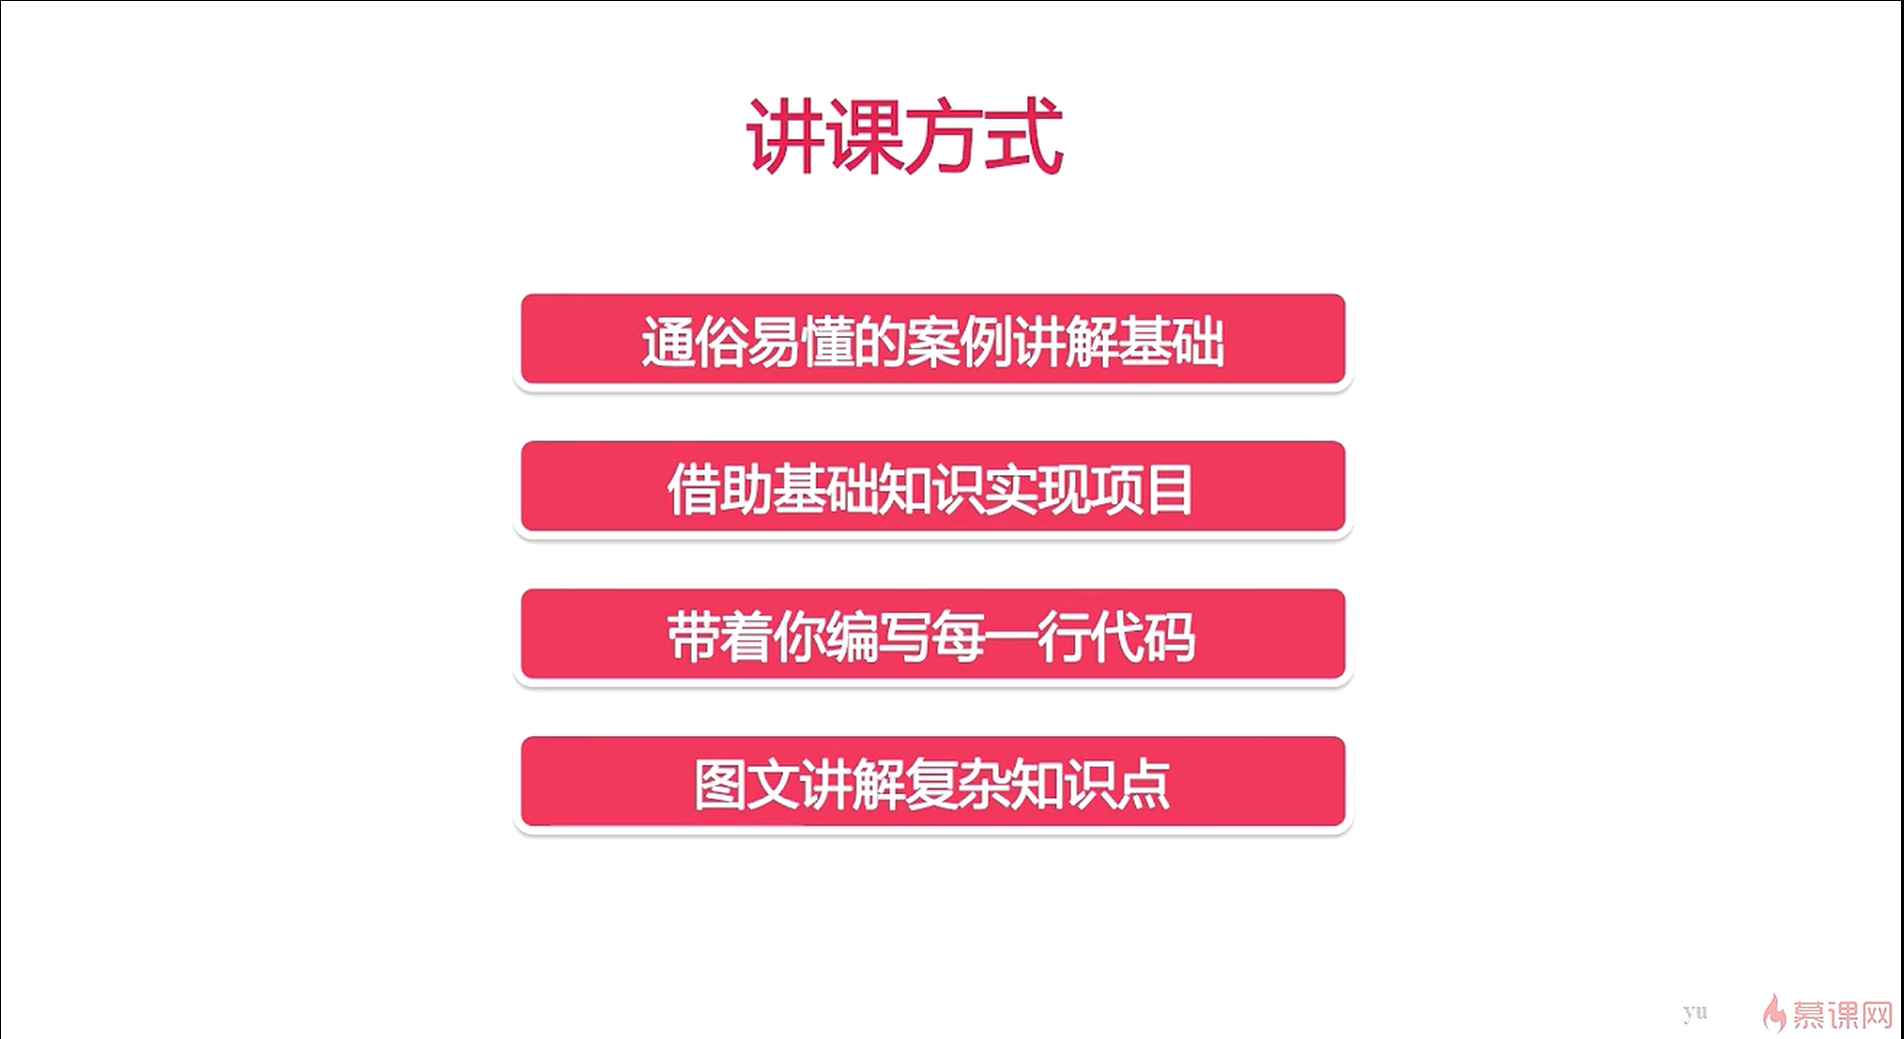 讲课方式
通俗易懂的案例讲解基础
借助基础知识实现项目
带着你编写每一行代码
图文讲解复杂知识点
yu
慕课网